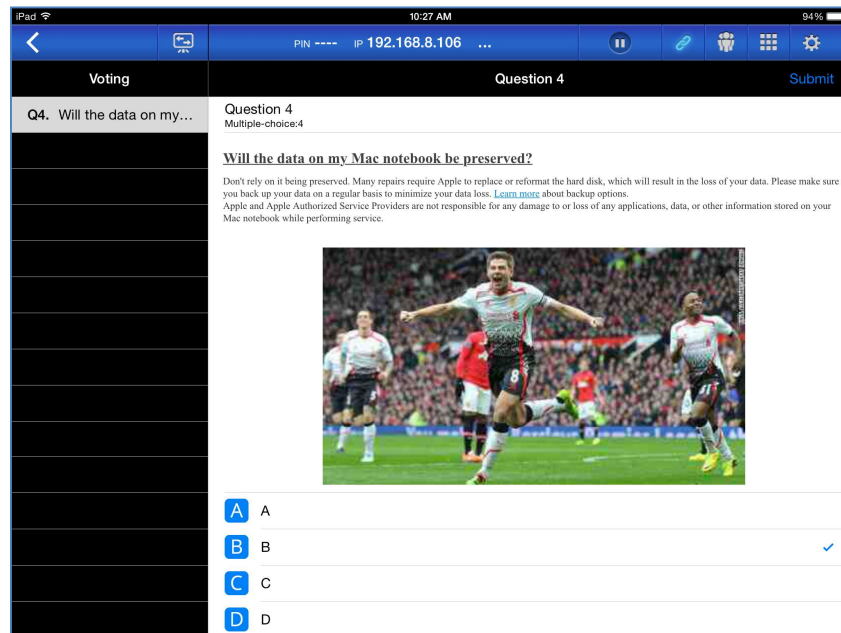 iPad
10:27 AM
94%
PIN ---- IP 192.168.8.106 ...
Voting
Question 4
Submit
Q4. Will the data on my...
Question 4
Multiple-choice:4
Will the data on my Mac notebook be preserved?
Don't rely on it being preserved. Many repairs require Apple to replace or reformat the hard disk, which will result in the loss of your data. Please make sure
you back up your data on a regular basis to minimize your data loss. Learn more about backup options.
Apple and Apple Authorized Service Providers are not responsible for any damage to or loss of any applications, data, or other information stored on your
Mac notebook while performing service.
8
31
A A
B B
C C
D D